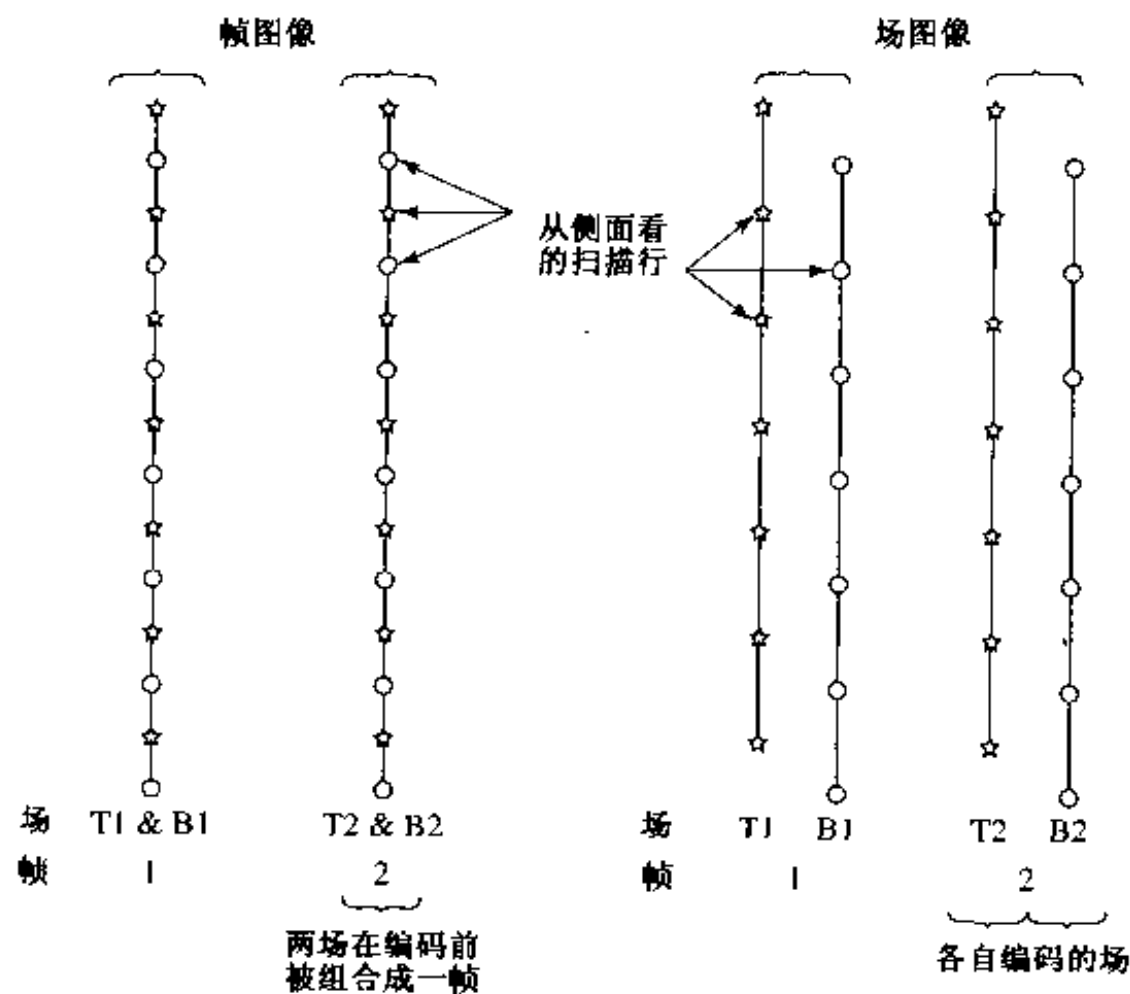 帧图像
场图像
从侧面看
的扫描行
场 T1 & B1 T2 & B2
帧 1 2
两场在编码前
被组合成一帧
场 T1 B1 T2 B2
帧 1 2
各自编码的场